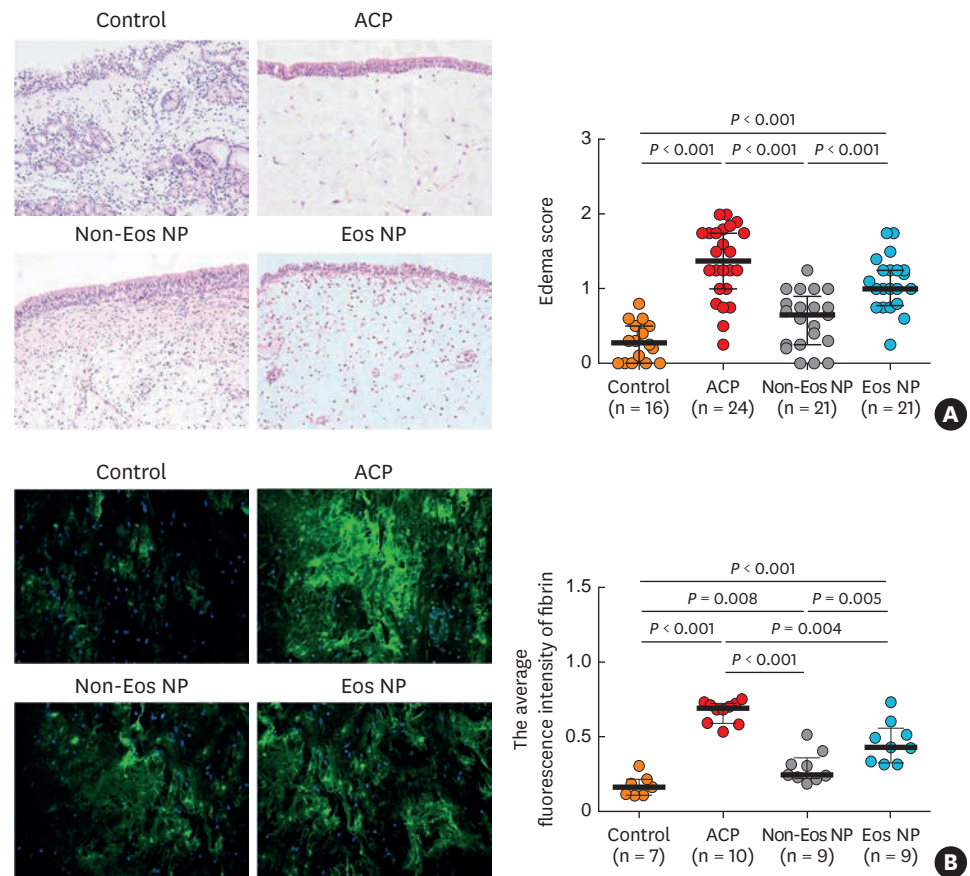 Control
ACP
Non-Eos NP
Eos NP
P < 0.001
P < 0.001
P < 0.001
P < 0.001
3
2
1
0
Edema score
Control
(n = 16)
ACP
(n = 24)
Non-Eos NP
(n = 21)
Eos NP
(n = 21)
A
Control
ACP
Non-Eos NP
Eos NP
P < 0.001
P = 0.008
P = 0.005
P < 0.001
P = 0.004
P < 0.001
1.5
1.0
0.5
0
The average
fluorescence intensity of fibrin
Control
(n = 7)
ACP
(n = 10)
Non-Eos NP
(n = 9)
Eos NP
(n = 9)
B